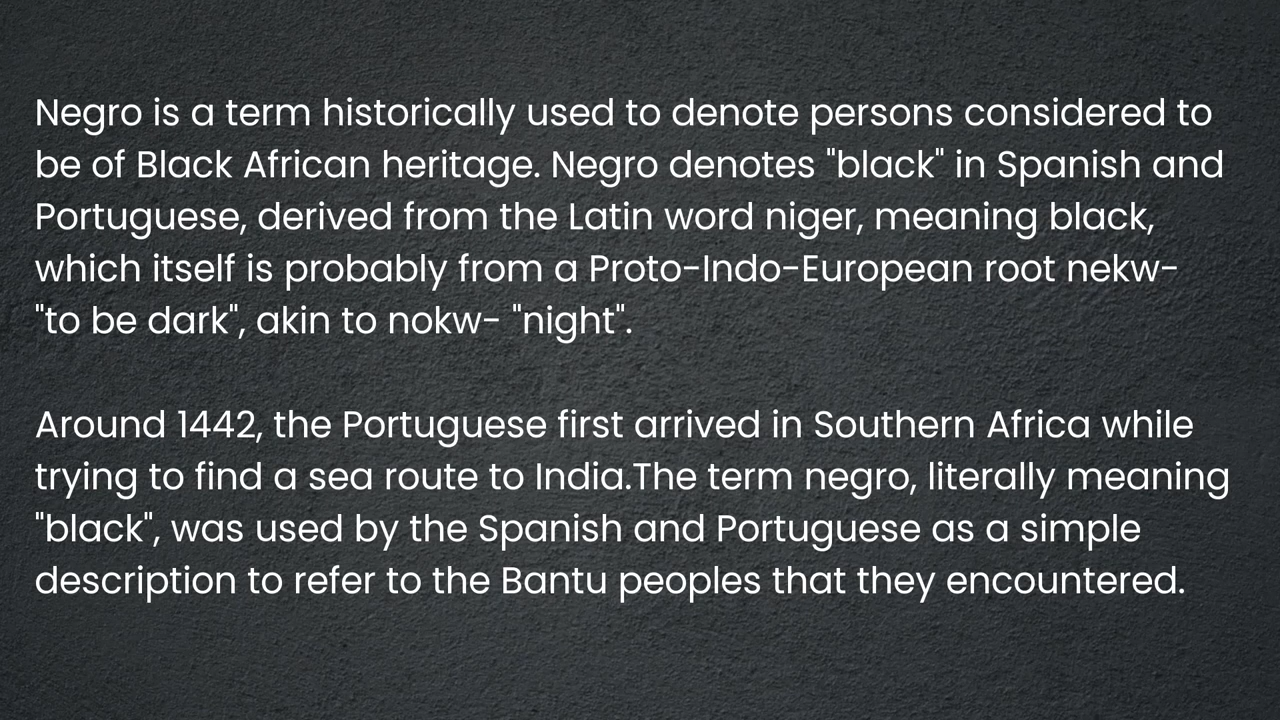 Negro is a term historically used to denote persons considered to
be of Black African heritage. Negro denotes "black" in Spanish and
Portuguese, derived from the Latin word niger, meaning black,
which itself is probably from a Proto-Indo-European root nekw-
"to be dark", akin to nokw- "night".
Around 1442, the Portuguese first arrived in Southern Africa while
trying to find a sea route to India.The term negro, literally meaning
"black", was used by the Spanish and Portuguese as a simple
description to refer to the Bantu peoples that they encountered.